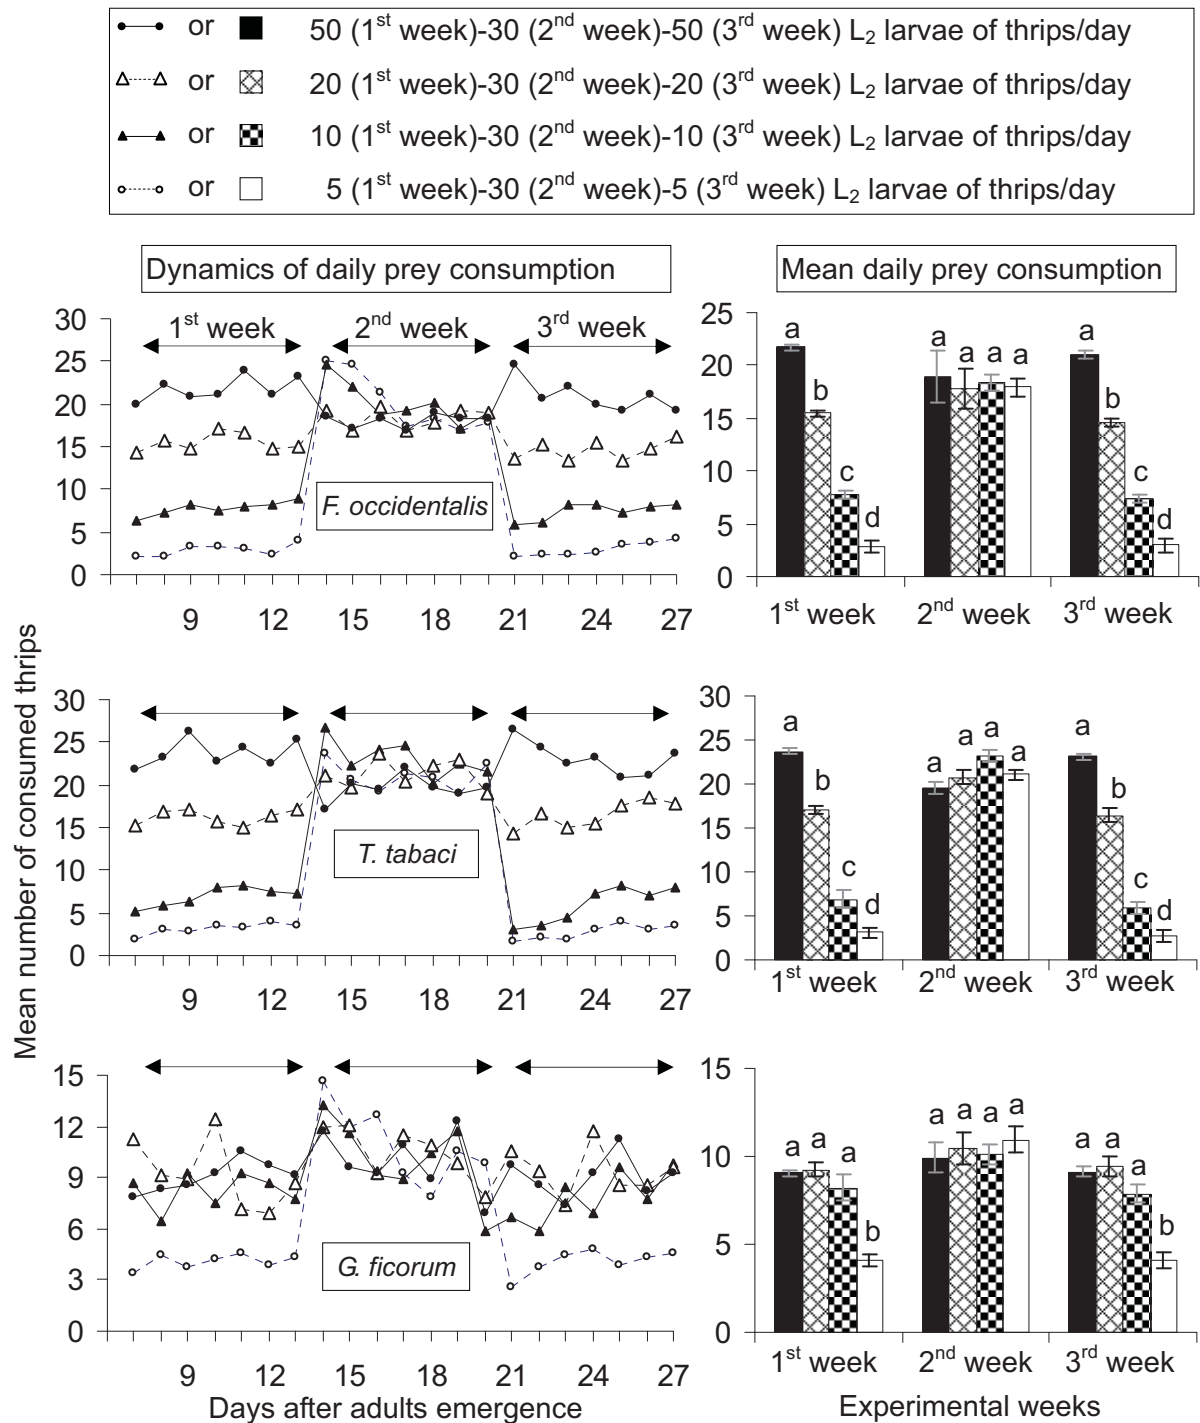 or 50 (1st week)-30 (2nd week)-50 (3rd week) L2 larvae of thrips/day
or 20 (1st week)-30 (2nd week)-20 (3rd week) L2 larvae of thrips/day
or 10 (1st week)-30 (2nd week)-10 (3rd week) L2 larvae of thrips/day
or 5 (1st week)-30 (2nd week)-5 (3rd week) L2 larvae of thrips/day
Dynamics of daily prey consumption
Mean daily prey consumption
Mean number of consumed thrips
30
25
20
15
10
5
0
1st week 2nd week 3rd week
F. occidentalis
9 12 15 18 21 24 27
25
20
15
10
5
0
a b c d a a a a a b c d
1st week 2nd week 3rd week
30
25
20
15
10
5
0
T. tabaci
9 12 15 18 21 24 27
30
25
20
15
10
5
0
a b c d a a a a a b c d
1st week 2nd week 3rd week
15
12
9
6
3
0
G. ficorum
9 12 15 18 21 24 27
Days after adults emergence
15
10
5
0
a a a b a a a a a a a b
1st week 2nd week 3rd week
Experimental weeks